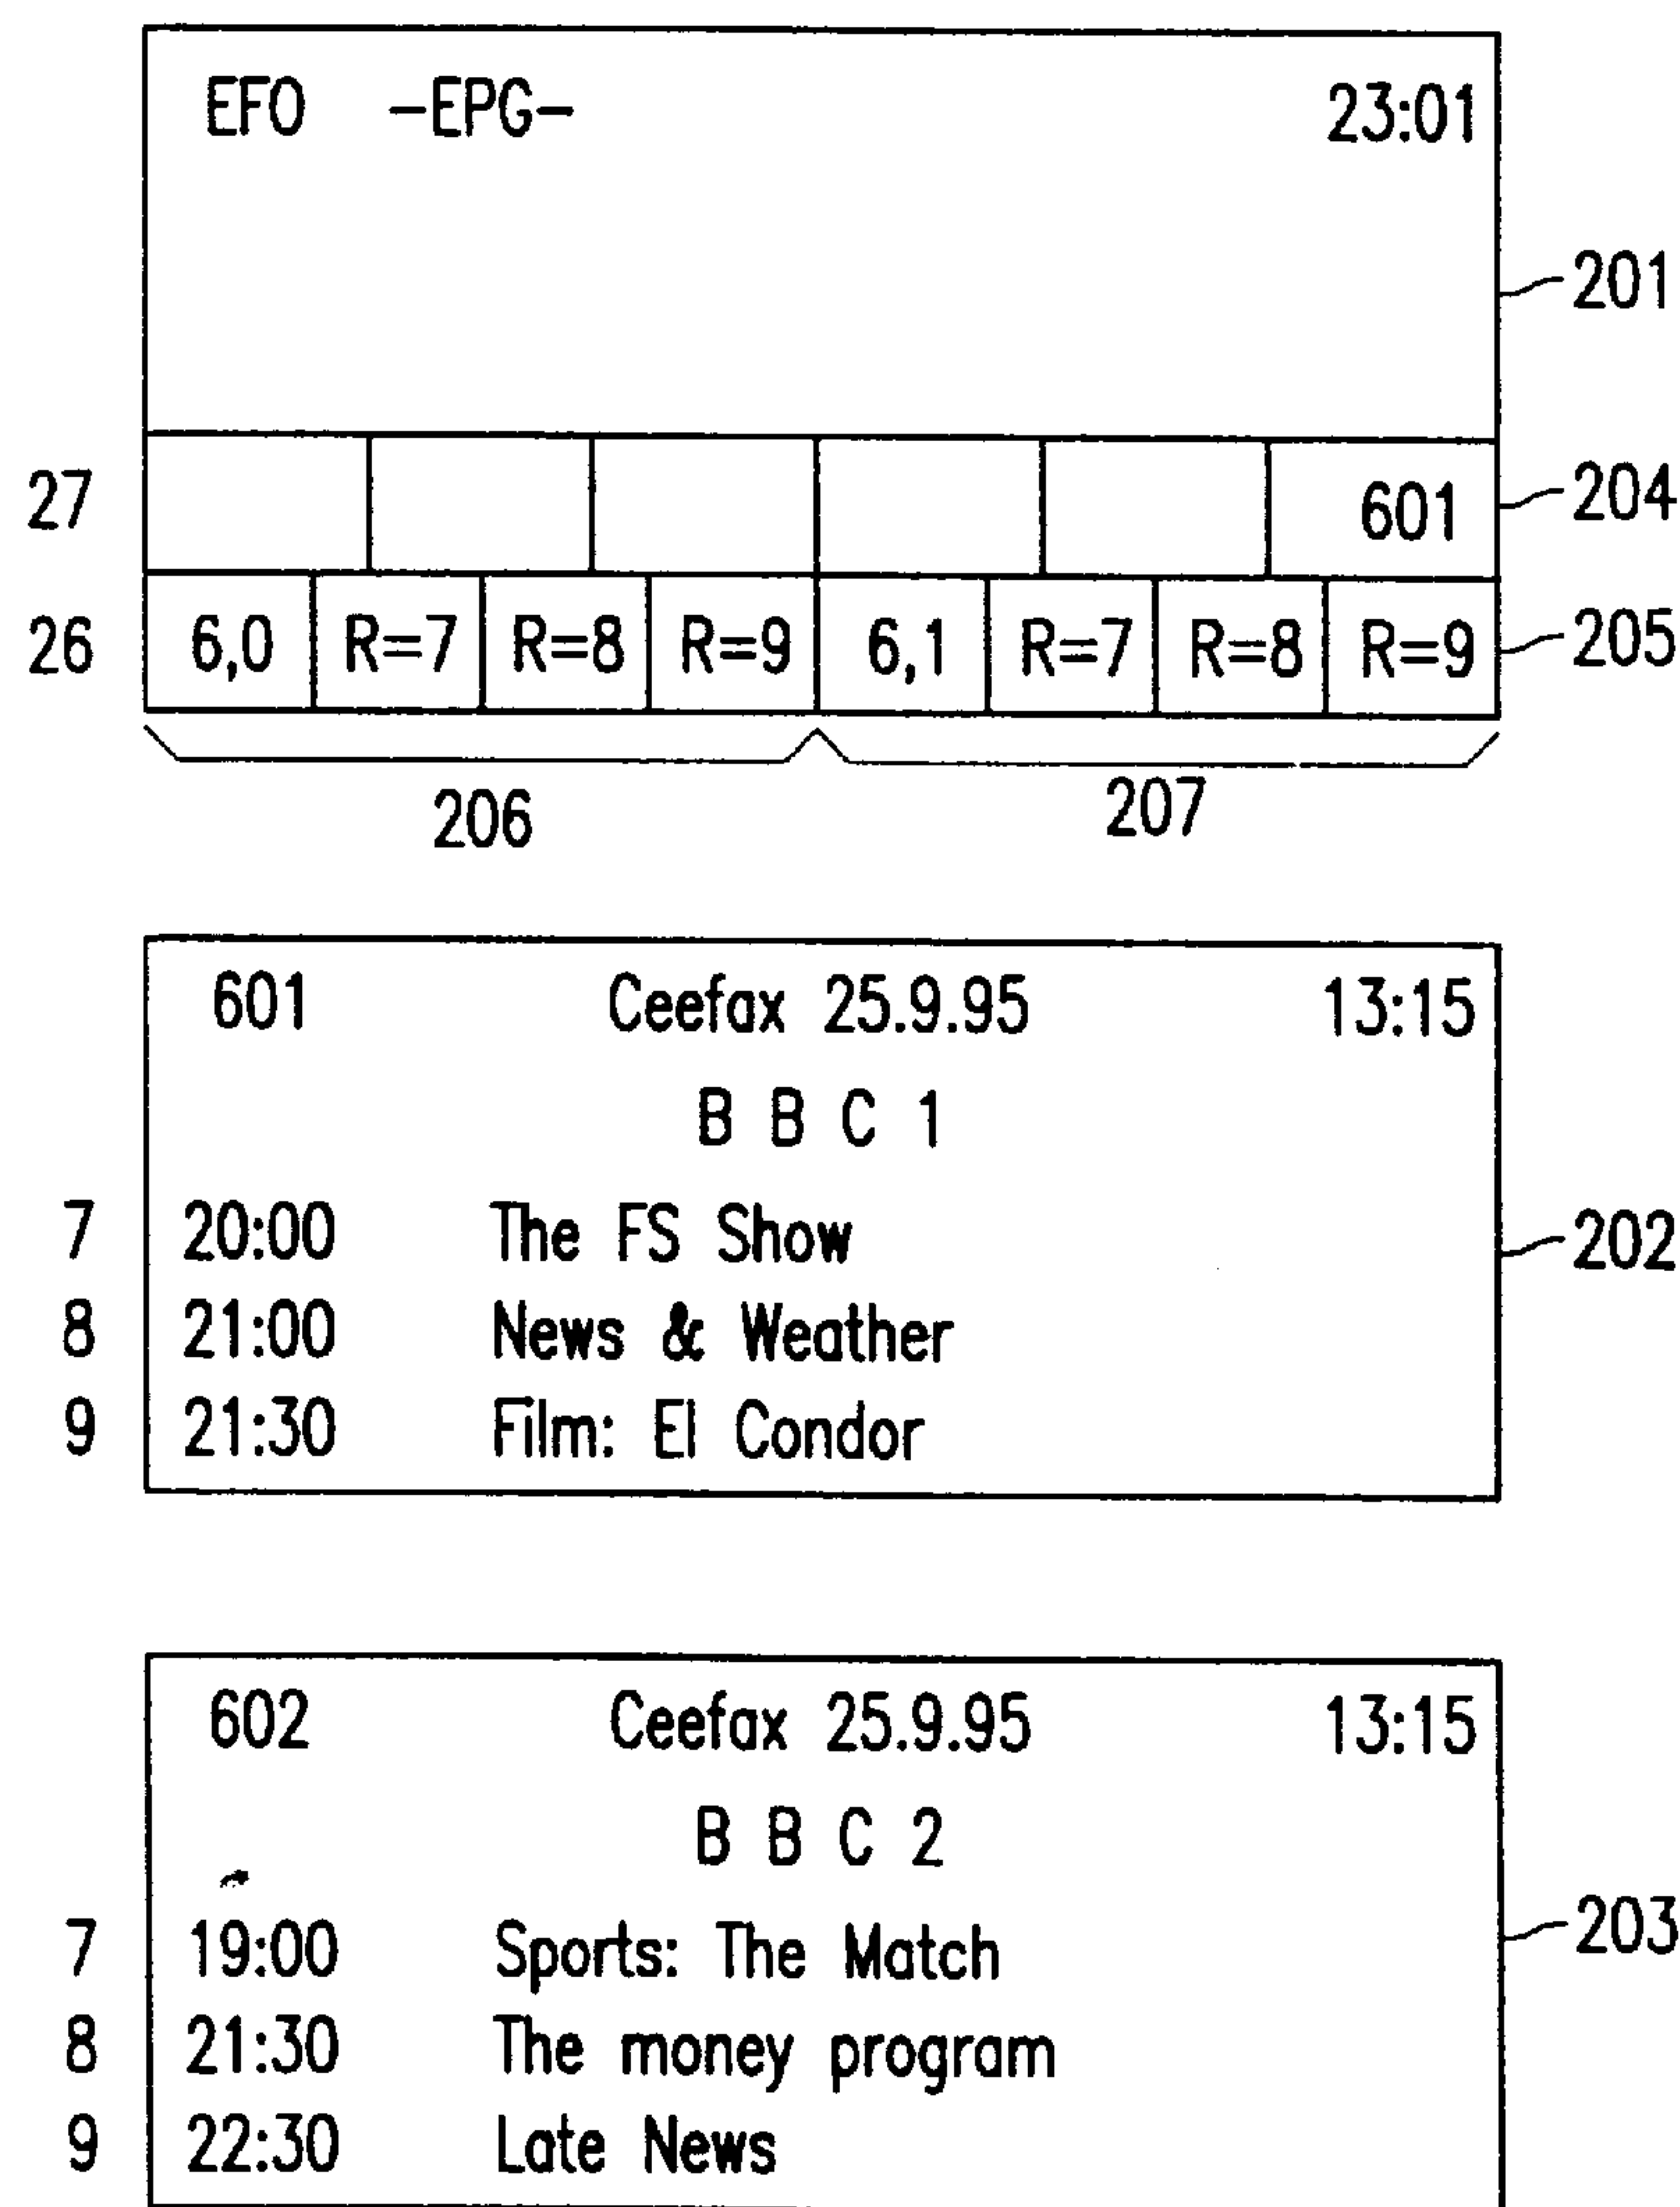 EFO -EPG- 23:01
201
27 601 204
26 6,0 R=7 R=8 R=9 6,1 R=7 R=8 R=9 205
206 207
601 Ceefax 25.9.95 13:15
B B C 1
7 20:00 The FS Show 202
8 21:00 News & Weather
9 21:30 Film: El Condor
602 Ceefax 25.9.95 13:15
B B C 2
7 19:00 Sports: The Match 203
8 21:30 The money program
9 22:30 Late News